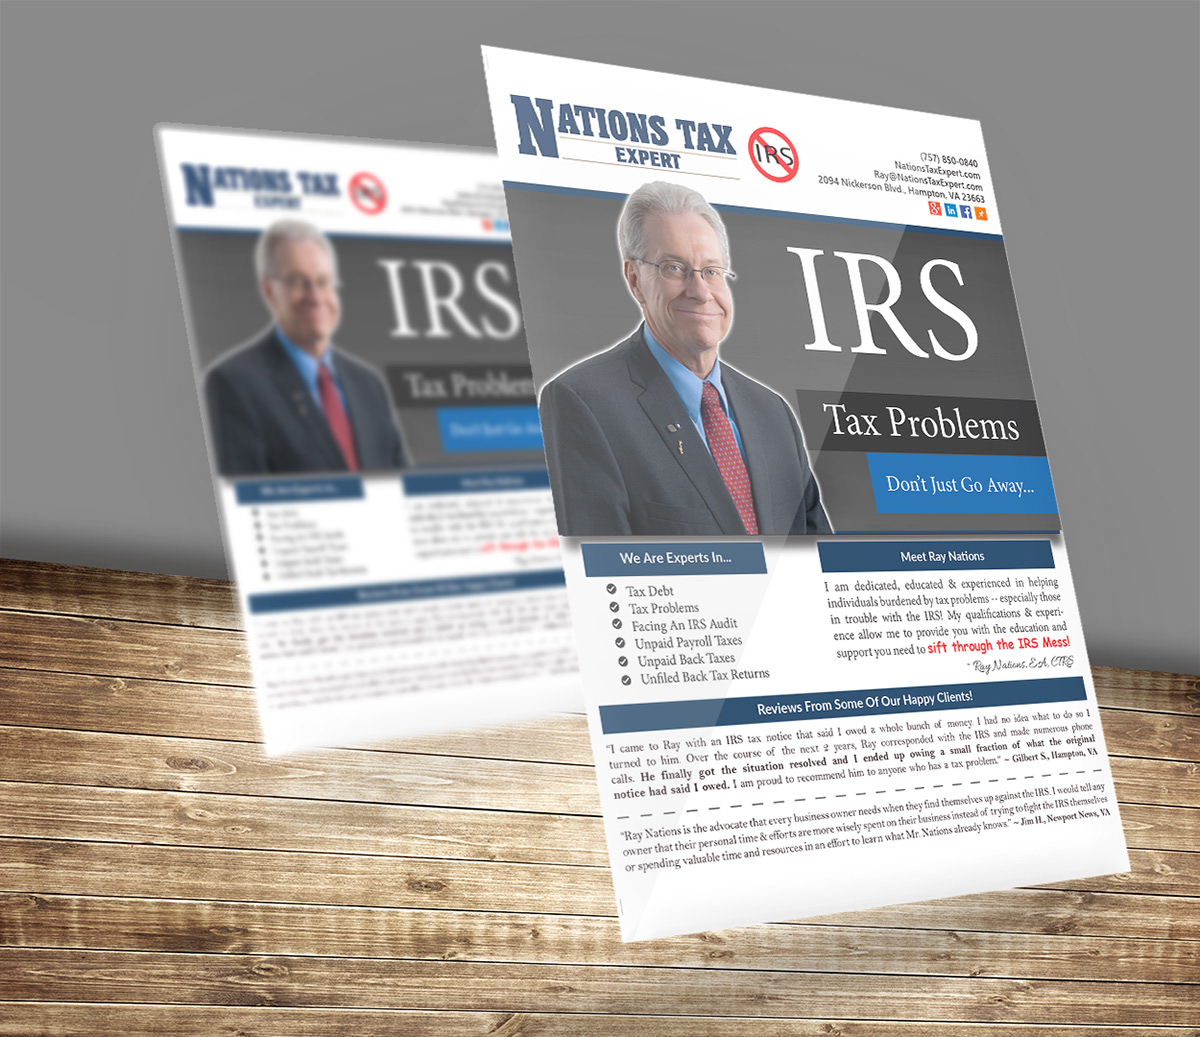 NATIONS TAX
EXPERT
IRS
(757) 850-0840
NationsTaxExpert.com
Ray@NationsTaxExpert.com
2094 Nickerson Blvd., Hampton, VA 23663
IRS
Tax Problems
Don't Just Go Away...
We Are Experts In...
Tax Debt
Tax Problems
Facing An IRS Audit
Unpaid Payroll Taxes
Unpaid Back Taxes
Unfiled Back Tax Returns
Meet Ray Nations
I am dedicated, educated & experienced in helping
individuals burdened by tax problems -- especially those
in trouble with the IRS! My qualifications & experi-
ence allow me to provide you with the education and
support you need to sift through the IRS Mess!
~ Ray Nations, EA, CTRS
Reviews From Some Of Our Happy Clients!
"I came to Ray with an IRS tax notice that said I owed a whole bunch of money. I had no idea what to do so I
turned to him. Over the course of the next 2 years, Ray corresponded with the IRS and made numerous phone
calls. He finally got the situation resolved and I ended up owing a small fraction of what the original
notice had said I owed. I am proud to recommend him to anyone who has a tax problem." ~ Gilbert S., Hampton, VA
"Ray Nations is the advocate that every business owner needs when they find themselves up against the IRS. I would tell any
owner that their personal time & efforts are more wisely spent on their business instead of trying to fight the IRS themselves
or spending valuable time and resources in an effort to learn what Mr. Nations already knows." ~ Jim H., Newport News, VA
NATIONS TAX
EXPERT
IRS
Tax Problems
Don't Just Go
We Are Experts In...
sift through the